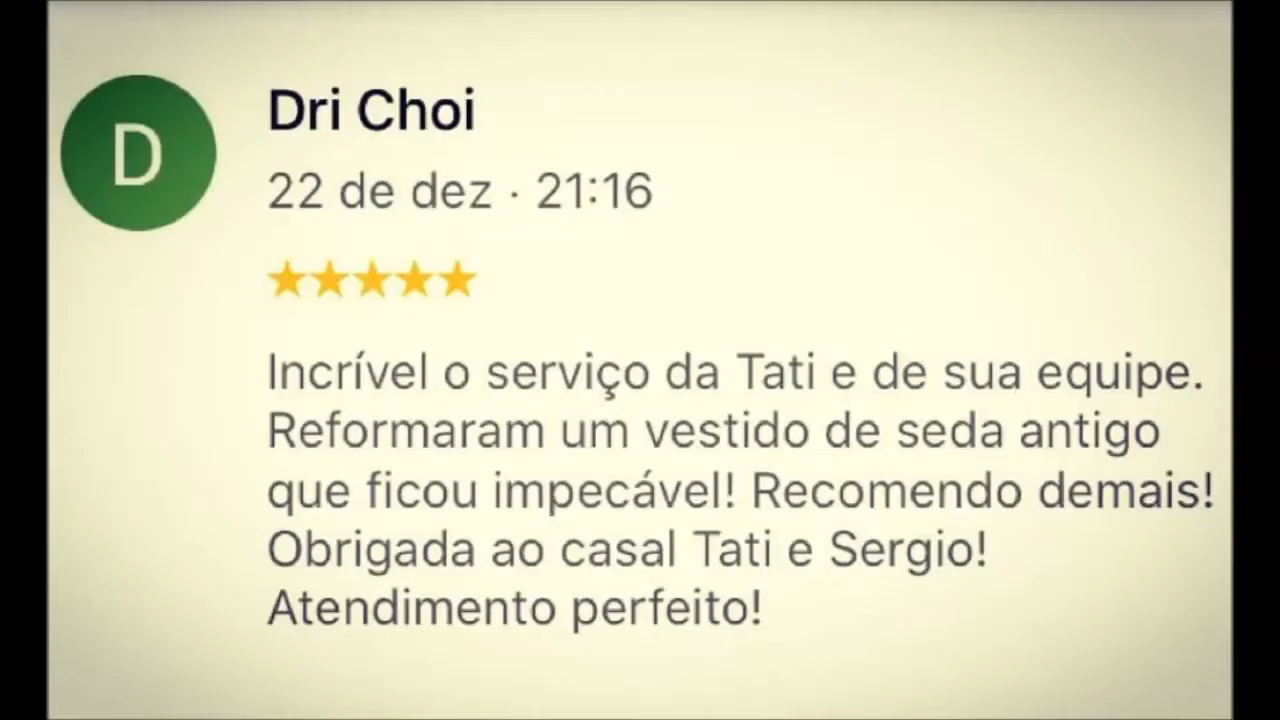 D
Dri Choi
22 de dez · 21:16
★★★★★
Incrível o serviço da Tati e de sua equipe.
Reformaram um vestido de seda antigo
que ficou impecável! Recomendo demais!
Obrigada ao casal Tati e Sergio!
Atendimento perfeito!